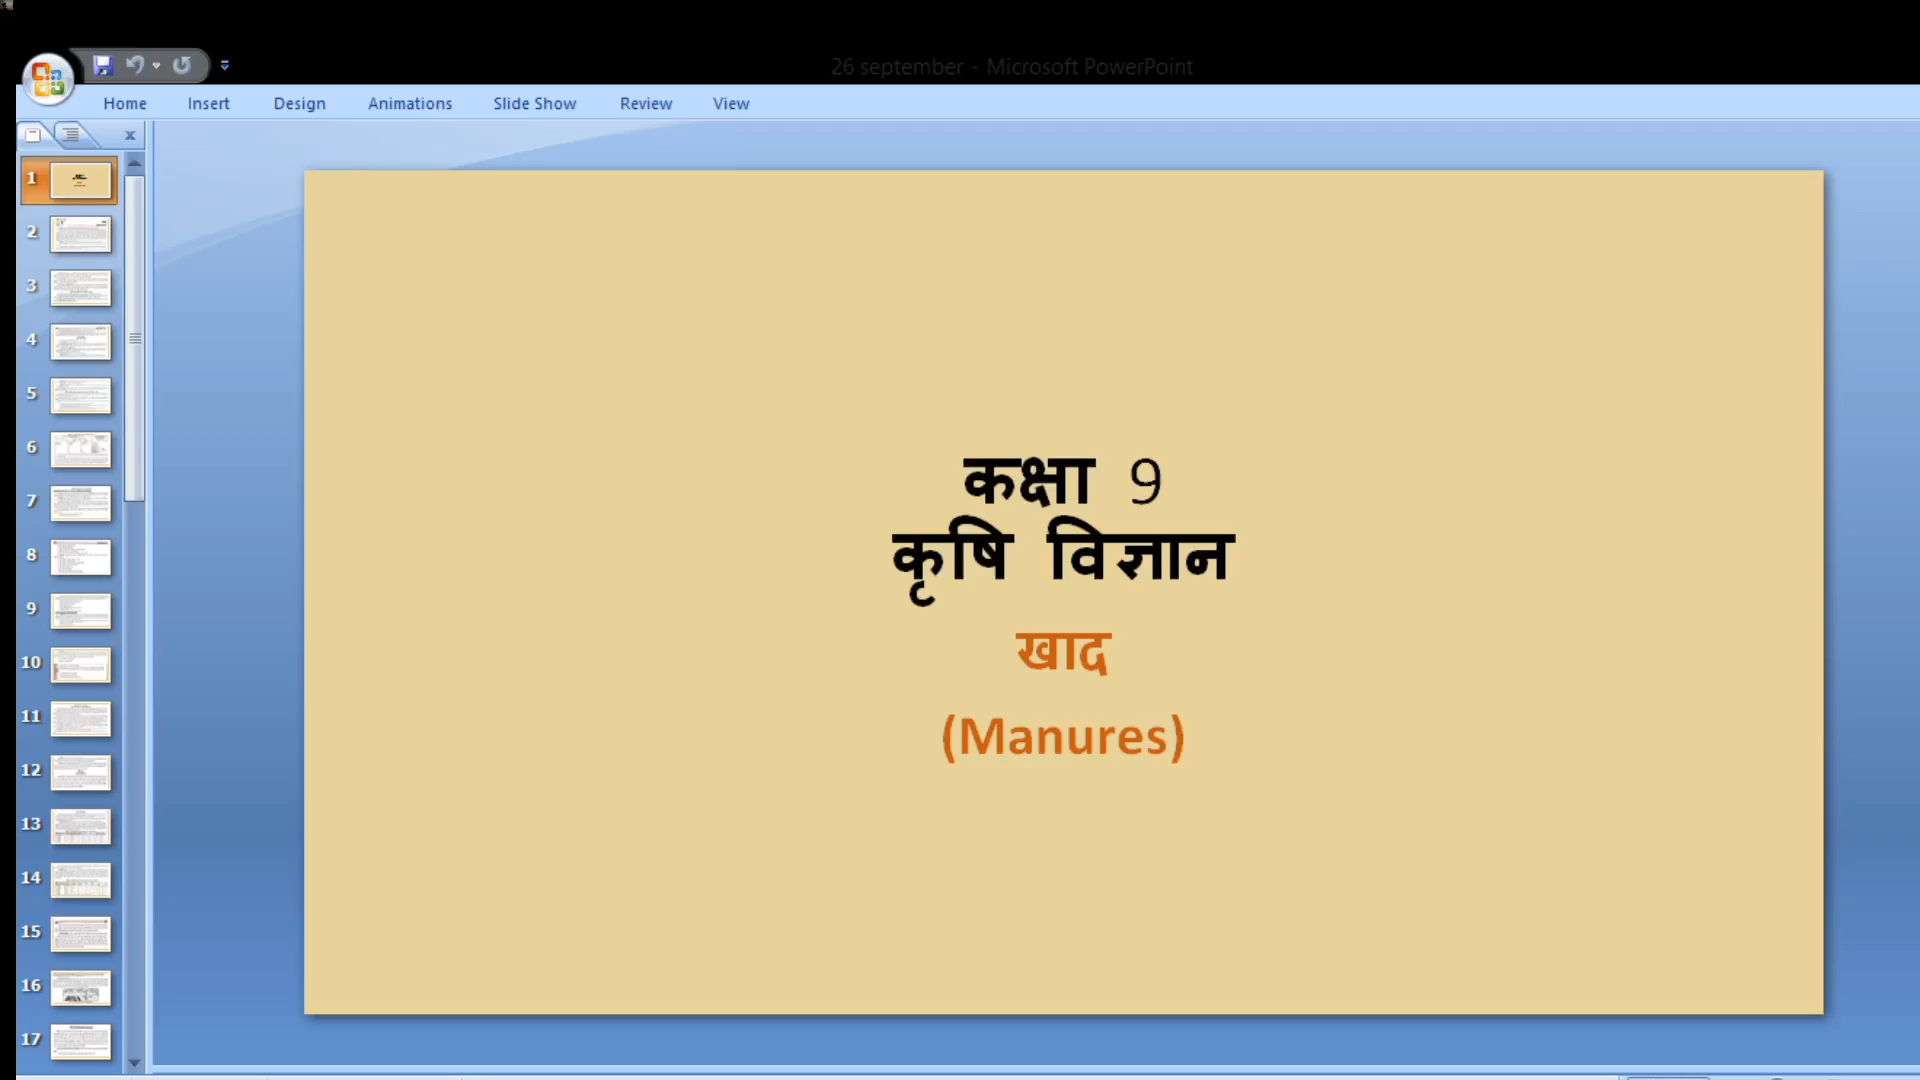 26 september - Microsoft PowerPoint
Home Insert Design Animations Slide Show Review View
1
2
3
4
5
6
7
8
9
10
11
12
13
14
15
16
17
कक्षा 9
कृषि विज्ञान
खाद
(Manures)